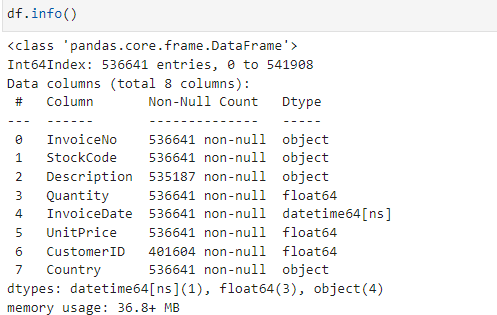 df.info()
<class 'pandas.core.frame.DataFrame'>
Int64Index: 536641 entries, 0 to 541908
Data columns (total 8 columns):
 #   Column       Non-Null Count   Dtype
---  ------       --------------   -----
 0   InvoiceNo    536641 non-null  object
 1   StockCode    536641 non-null  object
 2   Description  535187 non-null  object
 3   Quantity     536641 non-null  float64
 4   InvoiceDate  536641 non-null  datetime64[ns]
 5   UnitPrice    536641 non-null  float64
 6   CustomerID   401604 non-null  float64
 7   Country      536641 non-null  object
dtypes: datetime64[ns](1), float64(3), object(4)
memory usage: 36.8+ MB